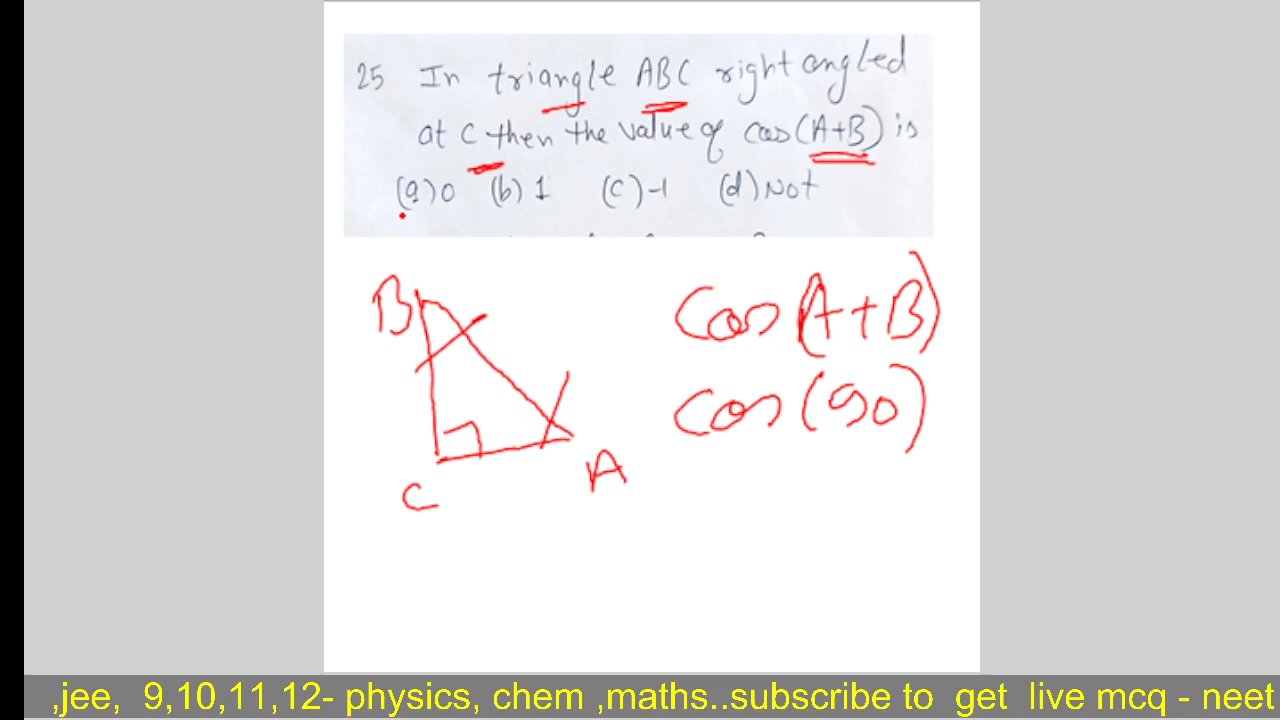 25 In triangle ABC right angled
at C then the value of cos(A+B) is
(a) 0 (b) 1 (c) -1 (d) Not
B
C
A
cos(A+B)
cos(90)
,jee, 9,10,11,12- physics, chem ,maths..subscribe to get live mcq - neet